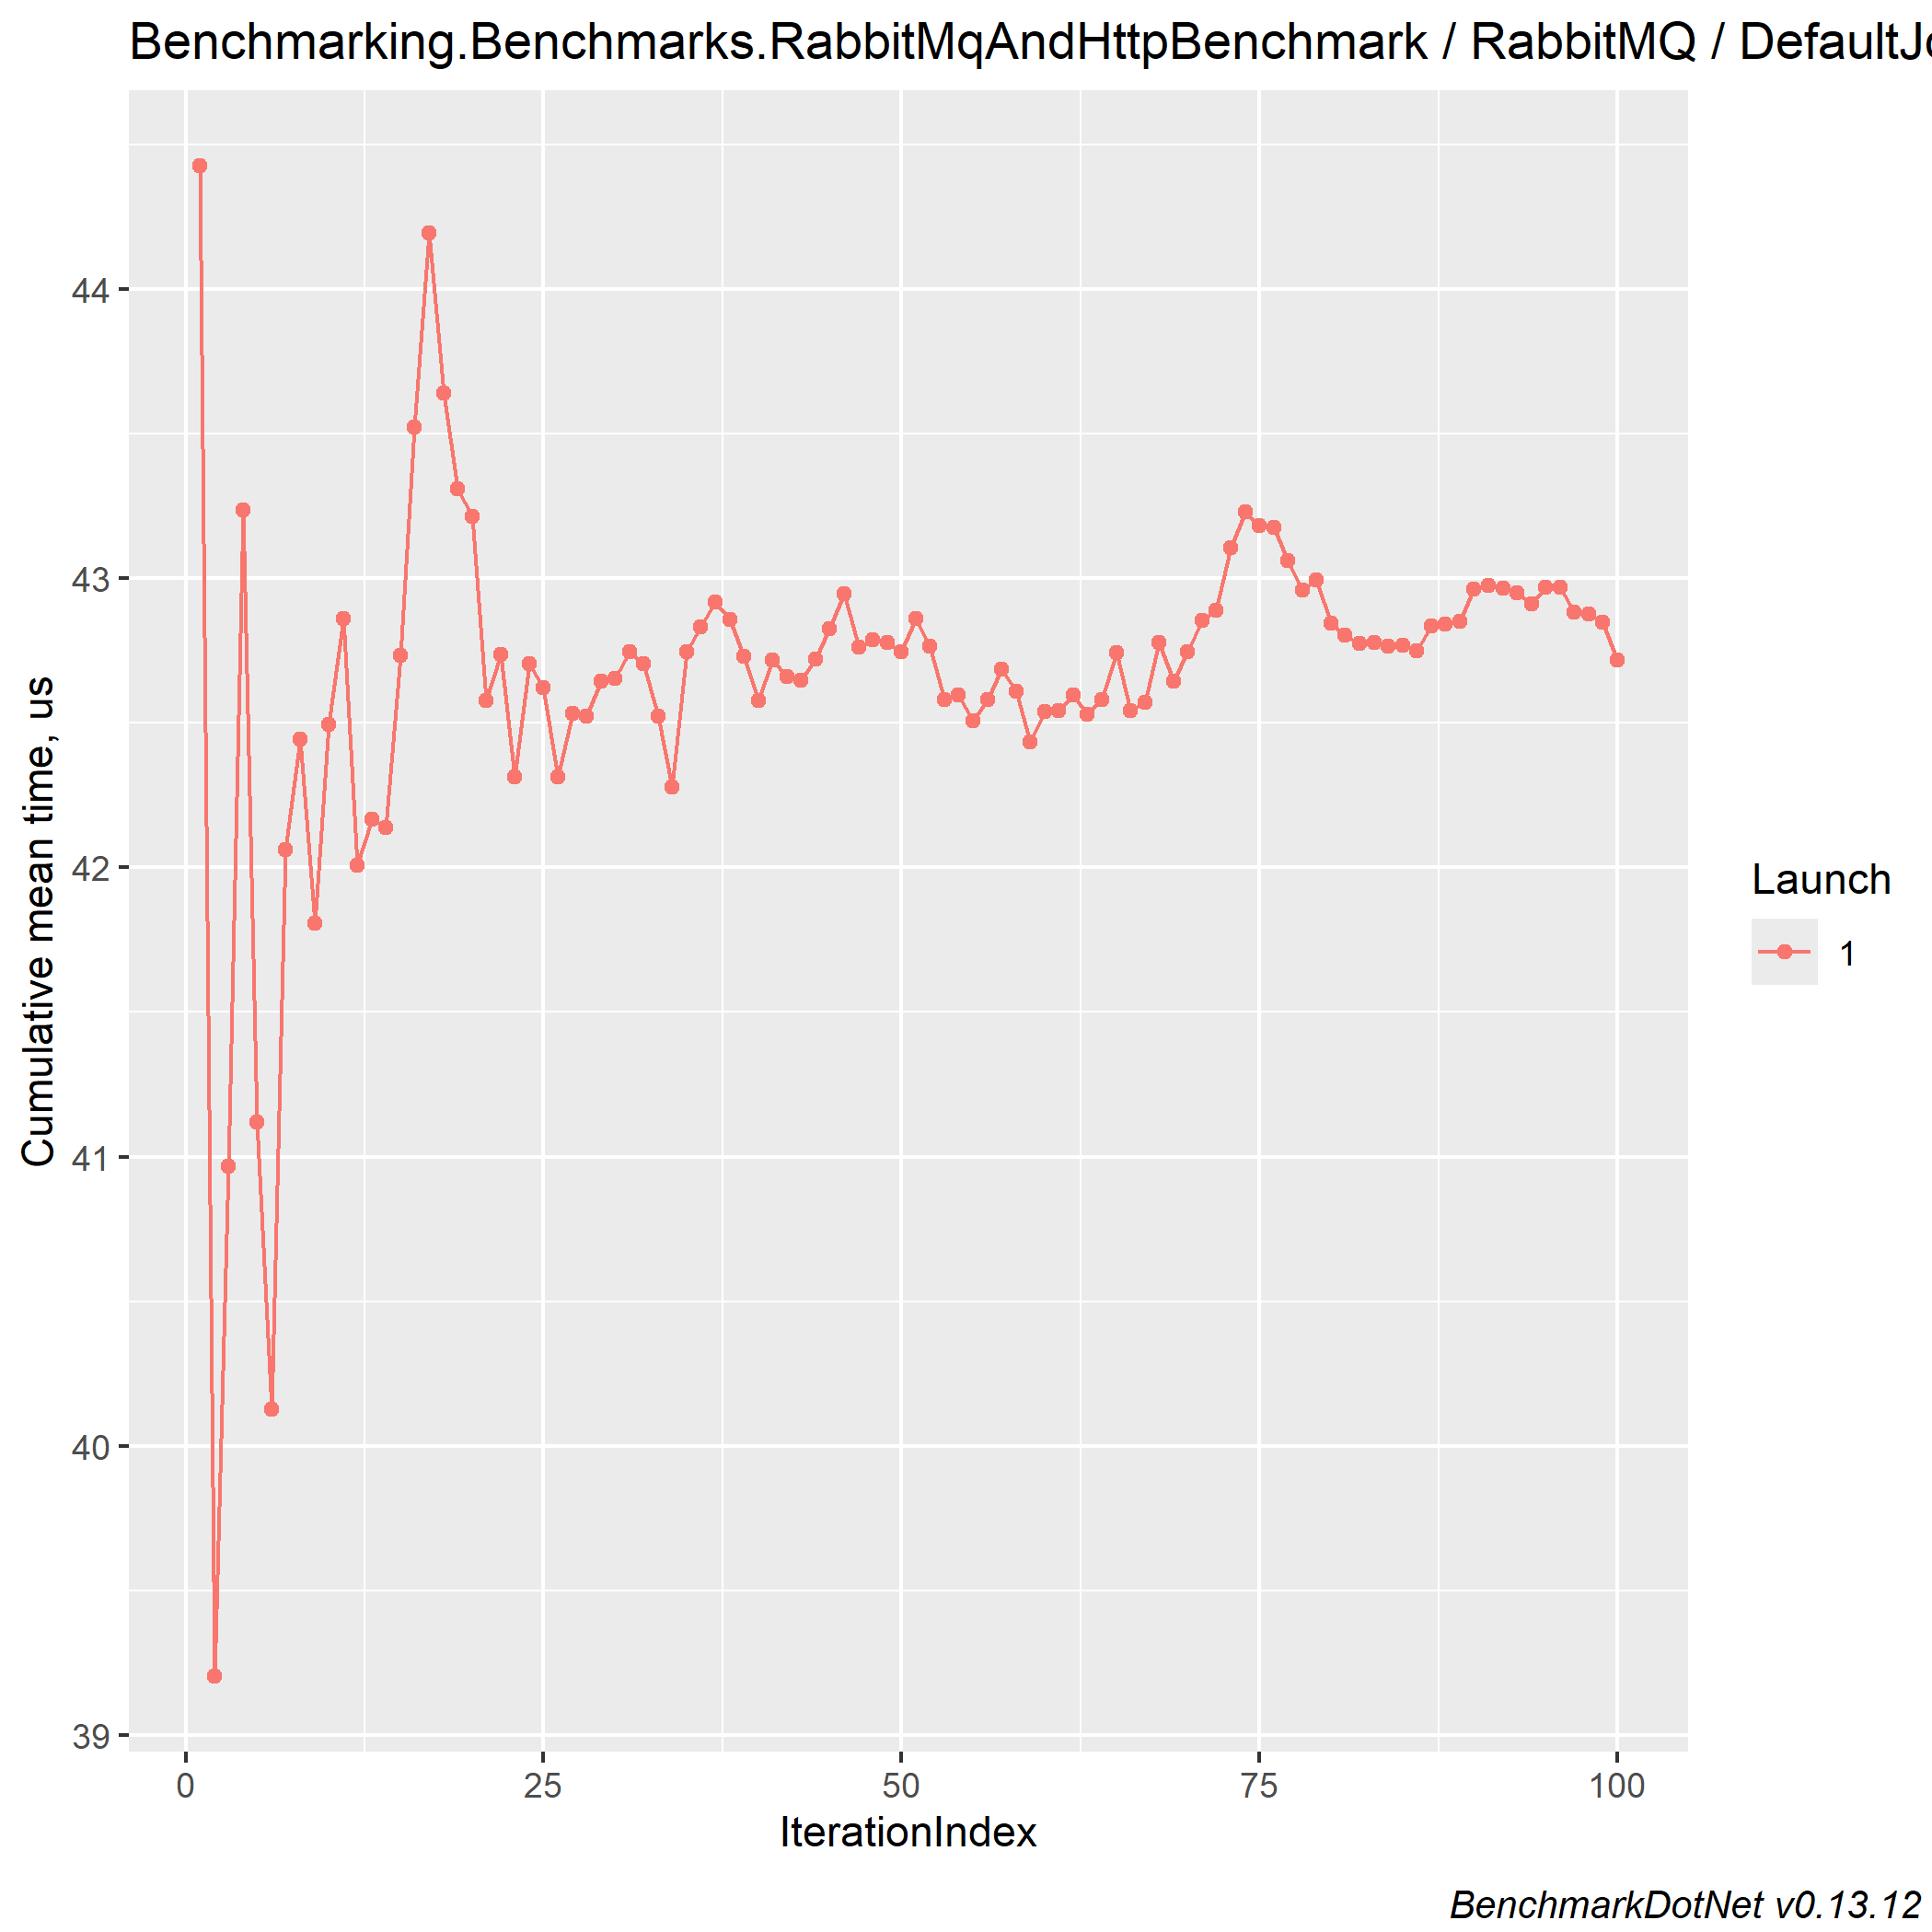 Benchmarking.Benchmarks.RabbitMqAndHttpBenchmark / RabbitMQ / DefaultJo
Cumulative mean time, us
44
43
42
41
40
39
0 25 50 75 100
IterationIndex
Launch
1
BenchmarkDotNet v0.13.12